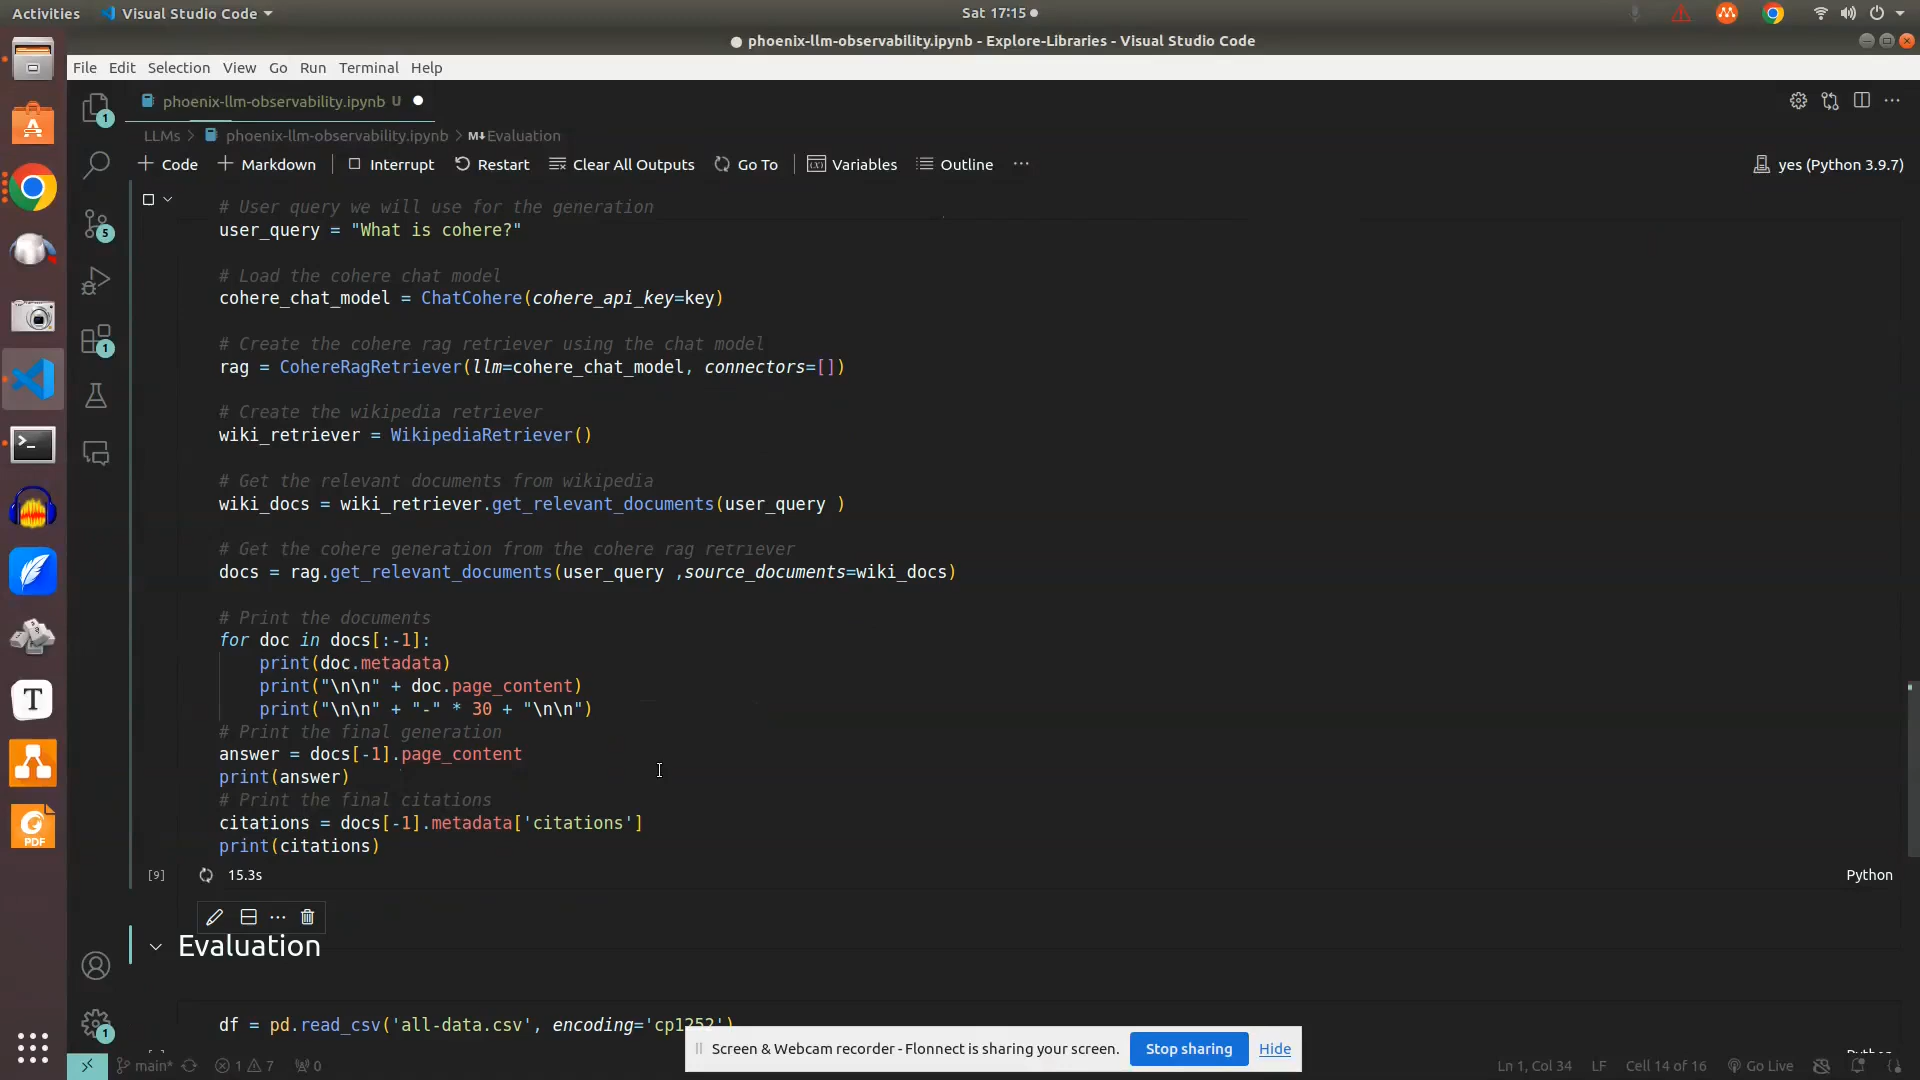 Activities Visual Studio Code Sat 17:15
phoenix-llm-observability.ipynb - Explore-Libraries - Visual Studio Code
File Edit Selection View Go Run Terminal Help
phoenix-llm-observability.ipynb U
LLMs > phoenix-llm-observability.ipynb > M↓Evaluation
Code Markdown Interrupt Restart Clear All Outputs Go To Variables Outline ··· yes (Python 3.9.7)
# User query we will use for the generation
user_query = "What is cohere?"
# Load the cohere chat model
cohere_chat_model = ChatCohere(cohere_api_key=key)
# Create the cohere rag retriever using the chat model
rag = CohereRagRetriever(llm=cohere_chat_model, connectors=[])
# Create the wikipedia retriever
wiki_retriever = WikipediaRetriever()
# Get the relevant documents from wikipedia
wiki_docs = wiki_retriever.get_relevant_documents(user_query )
# Get the cohere generation from the cohere rag retriever
docs = rag.get_relevant_documents(user_query ,source_documents=wiki_docs)
# Print the documents
for doc in docs[:-1]:
print(doc.metadata)
print("\n\n" + doc.page_content)
print("\n\n" + "-" * 30 + "\n\n")
# Print the final generation
answer = docs[-1].page_content
print(answer)
# Print the final citations
citations = docs[-1].metadata['citations']
print(citations)
[9] 15.3s Python
Evaluation
df = pd.read_csv('all-data.csv', encoding='cp1252')
Screen & Webcam recorder - Flonnect is sharing your screen. Stop sharing Hide
main* 1 7 0 Ln 1, Col 34 LF Cell 14 of 16 Go Live
1
5
1
1
T
PDF